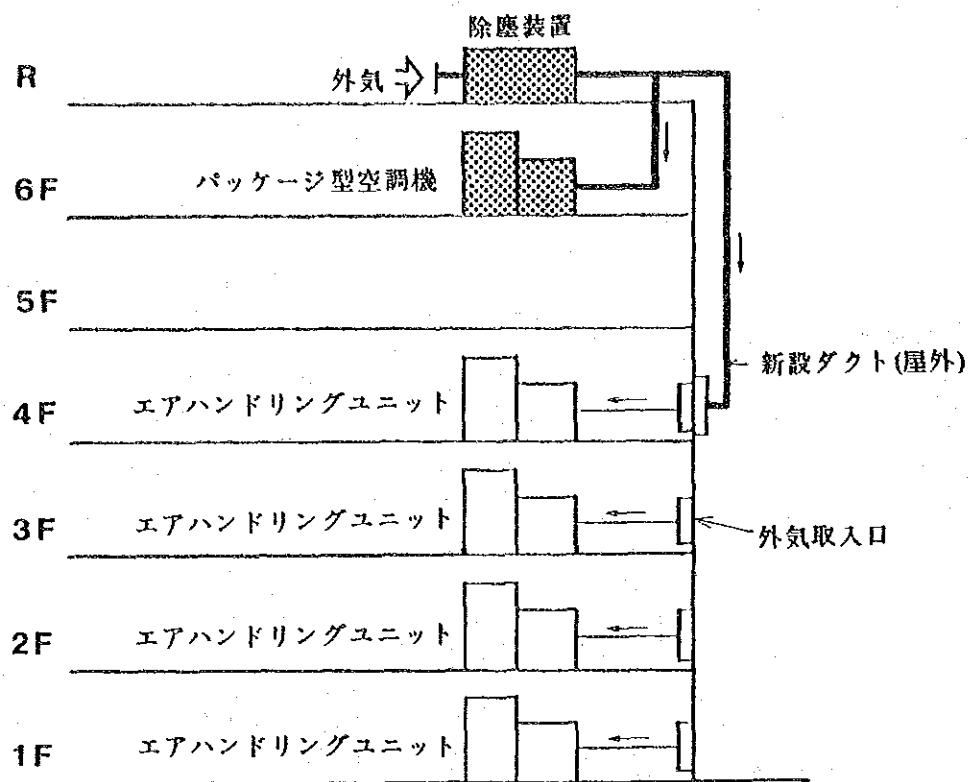 除塵装置
R
外気
6F
パッケージ型空調機
5F
新設ダクト(屋外)
4F
エアハンドリングユニット
3F
エアハンドリングユニット
外気取入口
2F
エアハンドリングユニット
1F
エアハンドリングユニット